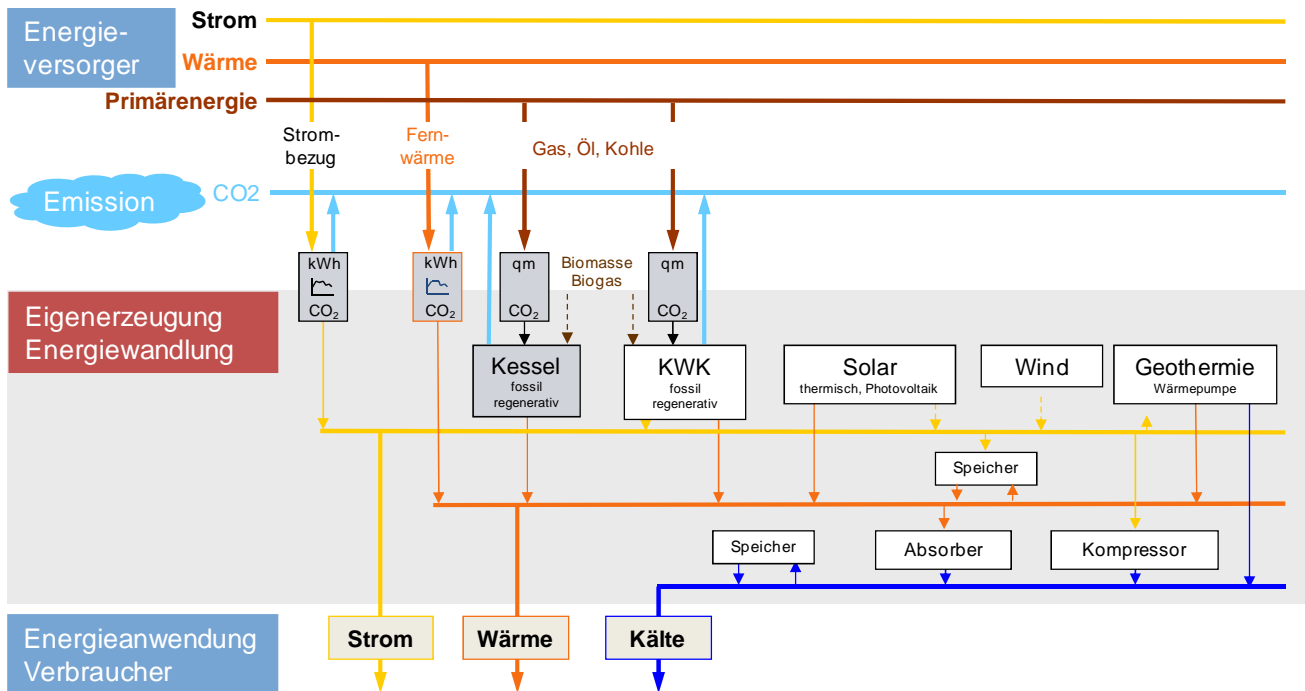 Energie-
versorger
Strom
Wärme
Primärenergie
Strom-
bezug
Fern-
wärme
Gas, Öl, Kohle
Emission
CO2
kWh
CO2
kWh
CO2
qm
CO2
Biomasse
Biogas
qm
CO2
Eigenerzeugung
Energiewandlung
Kessel
fossil
regenerativ
KWK
fossil
regenerativ
Solar
thermisch, Photovoltaik
Wind
Geothermie
Wärmepumpe
Speicher
Speicher
Absorber
Kompressor
Energieanwendung
Verbraucher
Strom
Wärme
Kälte